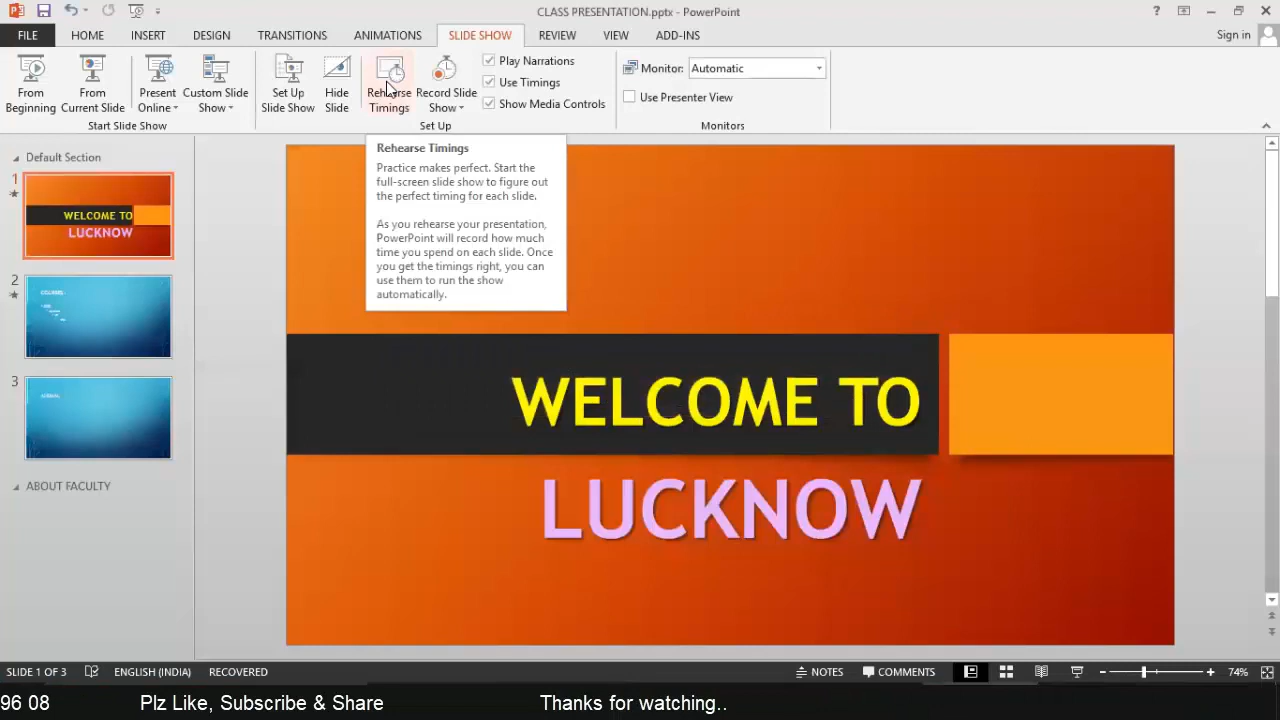 CLASS PRESENTATION.pptx - PowerPoint
?
FILE HOME INSERT DESIGN TRANSITIONS ANIMATIONS SLIDE SHOW REVIEW VIEW ADD-INS Sign in
From Beginning
From Current Slide
Present Online
Custom Slide Show
Set Up Slide Show
Hide Slide
Rehearse Timings
Record Slide Show
Play Narrations
Use Timings
Show Media Controls
Monitor: Automatic
Use Presenter View
Start Slide Show Set Up Monitors
Rehearse Timings
Practice makes perfect. Start the
full-screen slide show to figure out
the perfect timing for each slide.
As you rehearse your presentation,
PowerPoint will record how much
time you spend on each slide. Once
you get the timings right, you can
use them to run the show
automatically.
Default Section
1
WELCOME TO
LUCKNOW
2
3
ABOUT FACULTY
WELCOME TO
LUCKNOW
SLIDE 1 OF 3 ENGLISH (INDIA) RECOVERED NOTES COMMENTS 74%
96 08 Plz Like, Subscribe & Share Thanks for watching..